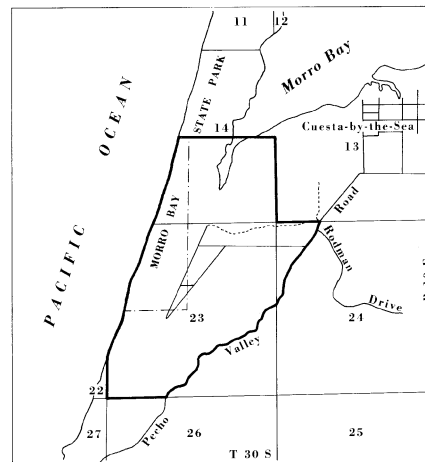 11
12
PACIFIC OCEAN
STATE PARK
Morro Bay
14
Cuesta-by-the-Sea
13
MORRO BAY
Road
Rodman
Drive
23
24
Valley
22
Pecho
27
26
25
T 30 S